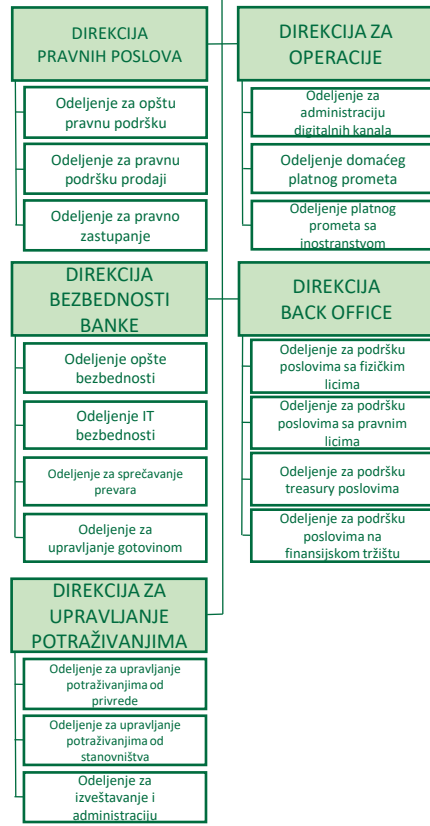 DIREKCIJA
PRAVNIH POSLOVA
Odeljenje za opštu
pravnu podršku
Odeljenje za pravnu
podršku prodaji
Odeljenje za pravno
zastupanje
DIREKCIJA ZA
OPERACIJE
Odeljenje za
administraciju
digitalnih kanala
Odeljenje domaćeg
platnog prometa
Odeljenje platnog
prometa sa
inostranstvom
DIREKCIJA
BEZBEDNOSTI
BANKE
Odeljenje opšte
bezbednosti
Odeljenje IT
bezbednosti
Odeljenje za sprečavanje
prevara
Odeljenje za
upravljanje gotovinom
DIREKCIJA
BACK OFFICE
Odeljenje za podršku
poslovima sa fizičkim
licima
Odeljenje za podršku
poslovima sa pravnim
licima
Odeljenje za podršku
treasury poslovima
Odeljenje za podršku
poslovima na
finansijskom tržištu
DIREKCIJA ZA
UPRAVLJANJE
POTRAŽIVANJIMA
Odeljenje za upravljanje
potraživanjima od
privrede
Odeljenje za upravljanje
potraživanjima od
stanovništva
Odeljenje za
izveštavanje i
administraciju